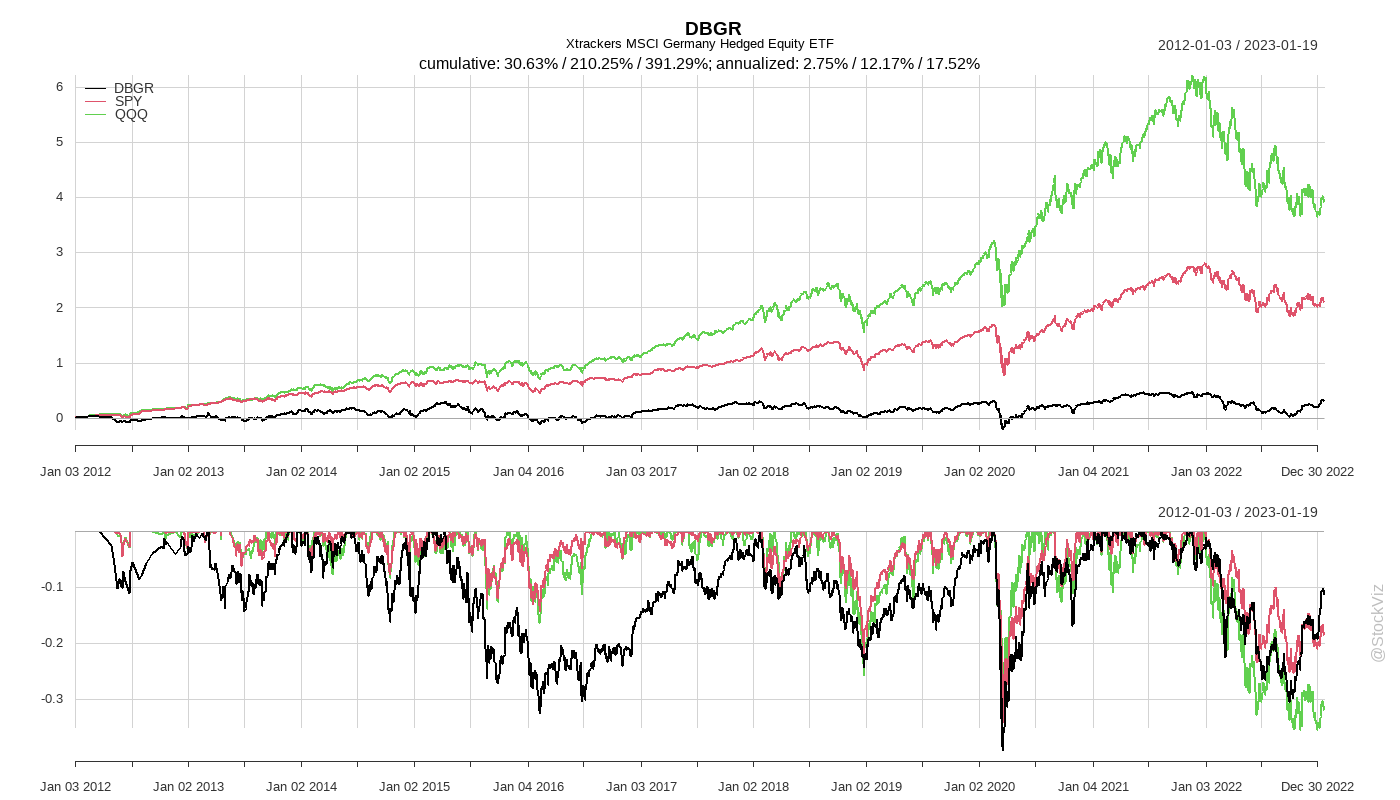 DBGR
Xtrackers MSCI Germany Hedged Equity ETF
2012-01-03 / 2023-01-19
cumulative: 30.63% / 210.25% / 391.29%; annualized: 2.75% / 12.17% / 17.52%
DBGR
SPY
QQQ
6
5
4
3
2
1
0
Jan 03 2012 Jan 02 2013 Jan 02 2014 Jan 02 2015 Jan 04 2016 Jan 03 2017 Jan 02 2018 Jan 02 2019 Jan 02 2020 Jan 04 2021 Jan 03 2022 Dec 30 2022
2012-01-03 / 2023-01-19
-0.1
-0.2
-0.3
Jan 03 2012 Jan 02 2013 Jan 02 2014 Jan 02 2015 Jan 04 2016 Jan 03 2017 Jan 02 2018 Jan 02 2019 Jan 02 2020 Jan 04 2021 Jan 03 2022 Dec 30 2022
@StockViz